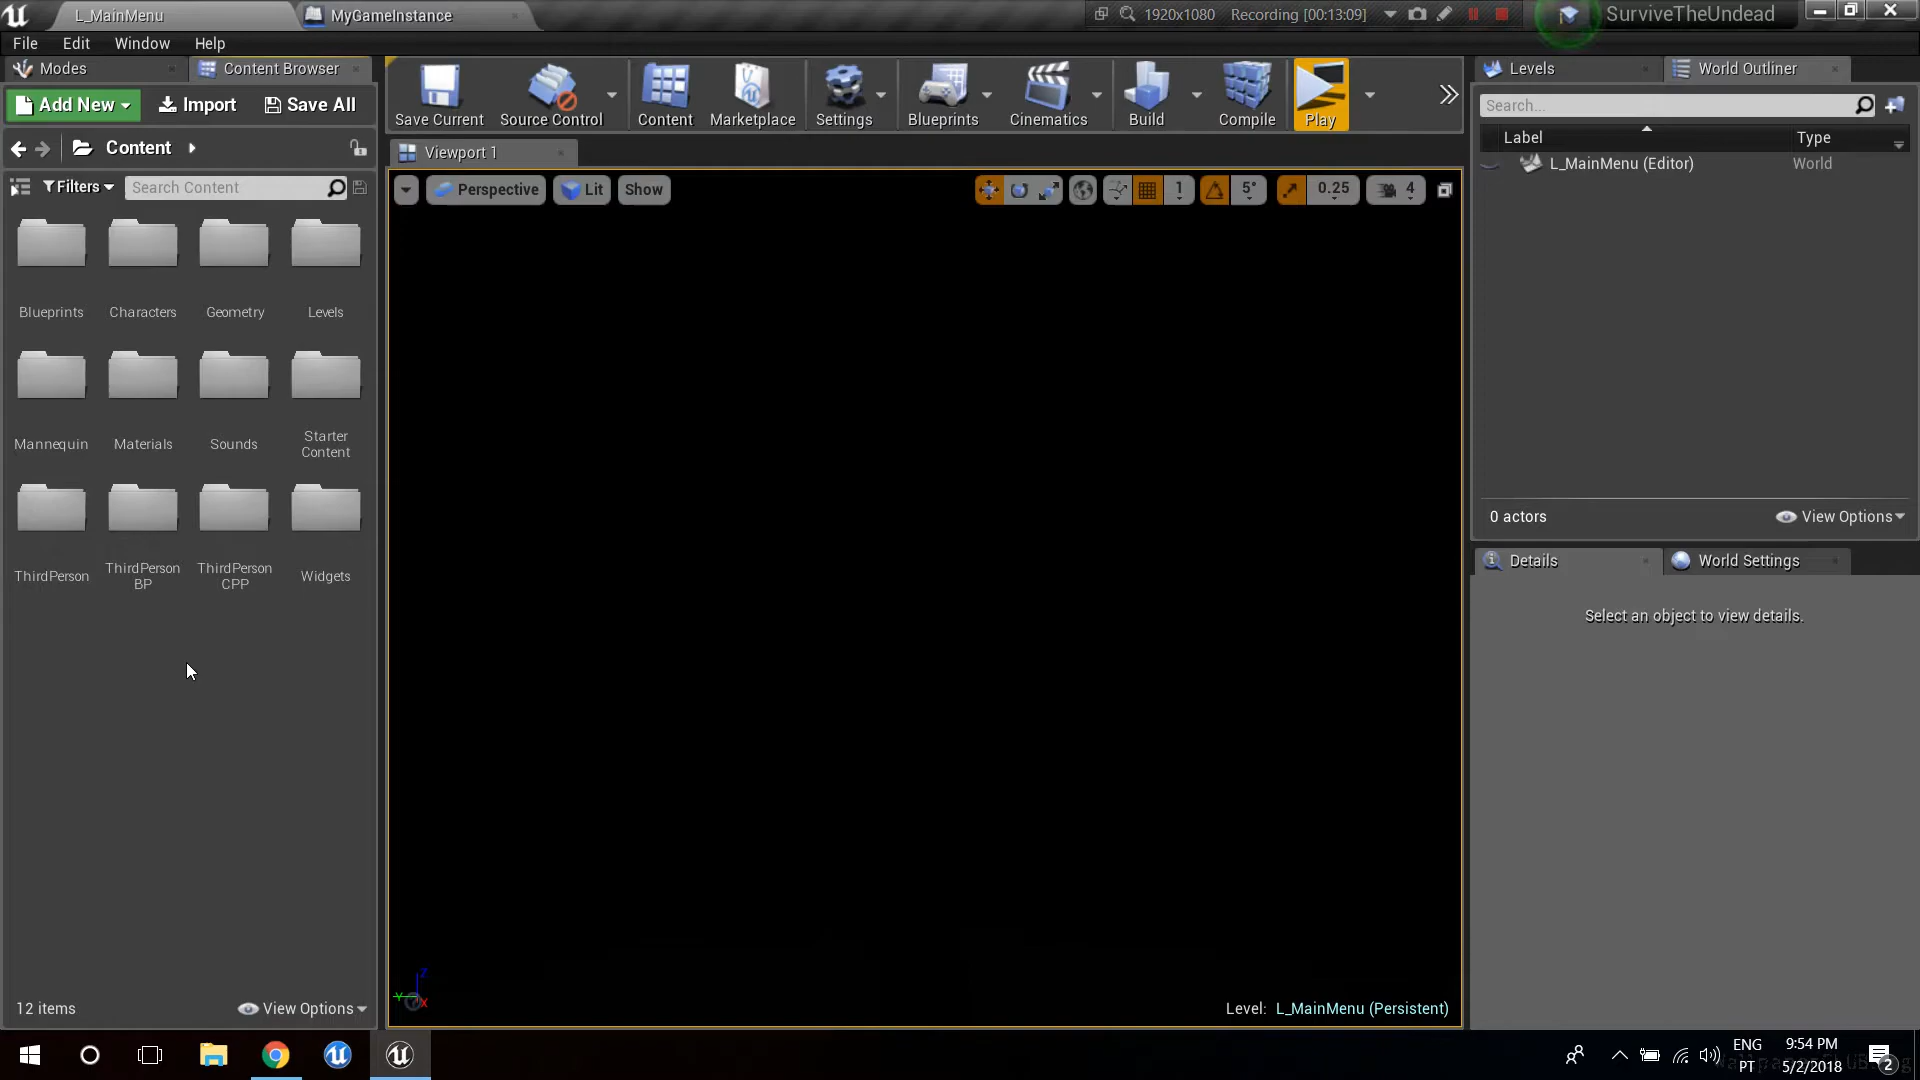 L_MainMenu
MyGameInstance
1920x1080
Recording [00:13:09]
SurviveTheUndead
File
Edit
Window
Help
Modes
Content Browser
Levels
World Outliner
Add New
Import
Save All
Save Current
Source Control
Content
Marketplace
Settings
Blueprints
Cinematics
Build
Compile
Play
Search...
Label
Type
L_MainMenu (Editor)
World
Content
Viewport 1
Filters
Search Content
Perspective
Lit
Show
1
5°
0.25
4
Blueprints
Characters
Geometry
Levels
Mannequin
Materials
Sounds
Starter
Content
ThirdPerson
ThirdPerson
BP
ThirdPerson
CPP
Widgets
0 actors
View Options
Details
World Settings
Select an object to view details.
12 items
View Options
Z
Y
X
Level: L_MainMenu (Persistent)
ENG
PT
9:54 PM
5/2/2018
2